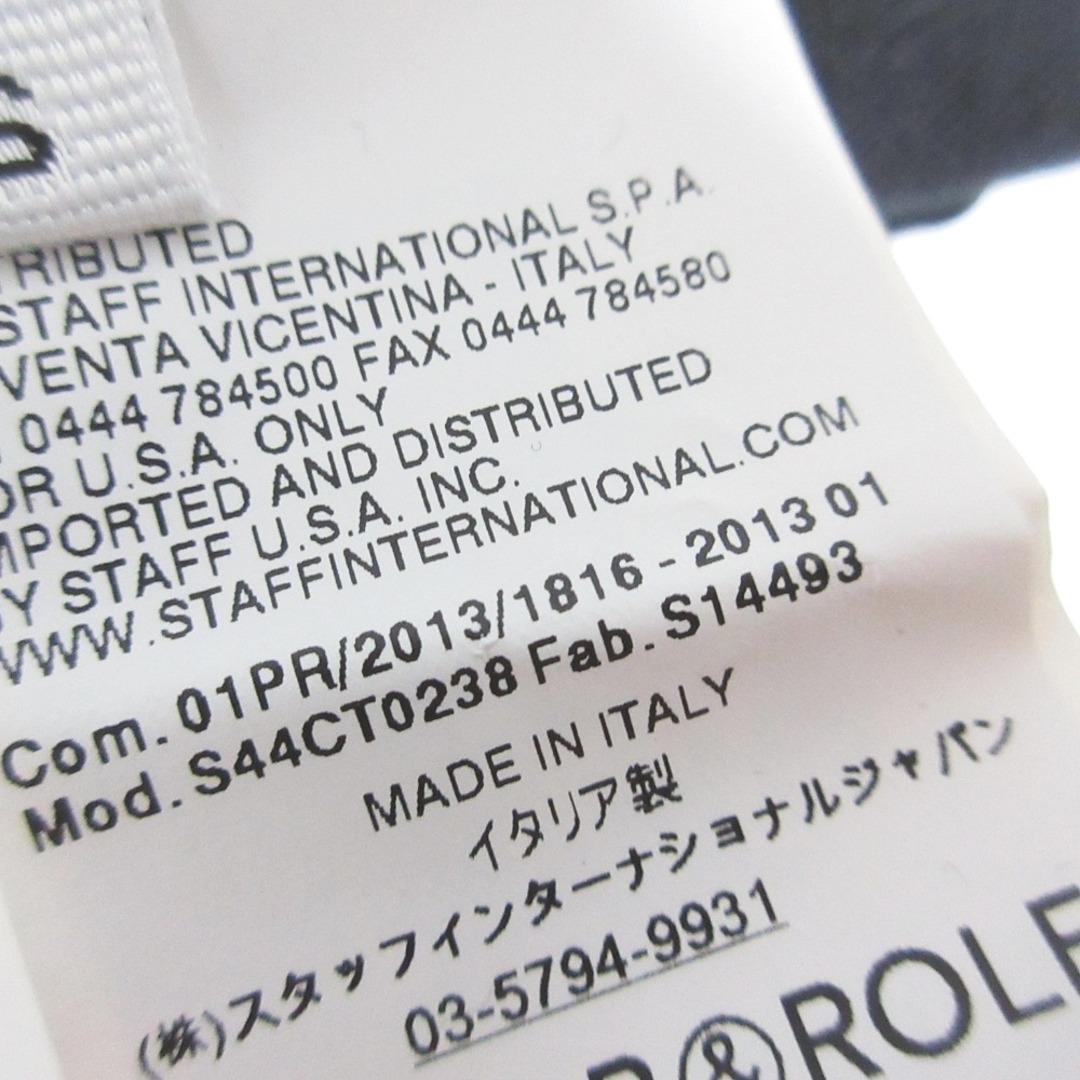 TRIBUTED
STAFF INTERNATIONAL S.P.A.
VENTA VICENTINA - ITALY
0444 784500 FAX 0444 784580
OR U.S.A. ONLY
MPORTED AND DISTRIBUTED
Y STAFF U.S.A. INC.
WWW.STAFFINTERNATIONAL.COM
Com. 01PR/2013/1816 - 2013 01
Mod. S44CT0238 Fab. S14493
MADE IN ITALY
イタリア製
(株)スタッフインターナショナルジャパン
03-5794-9931
R&ROLF